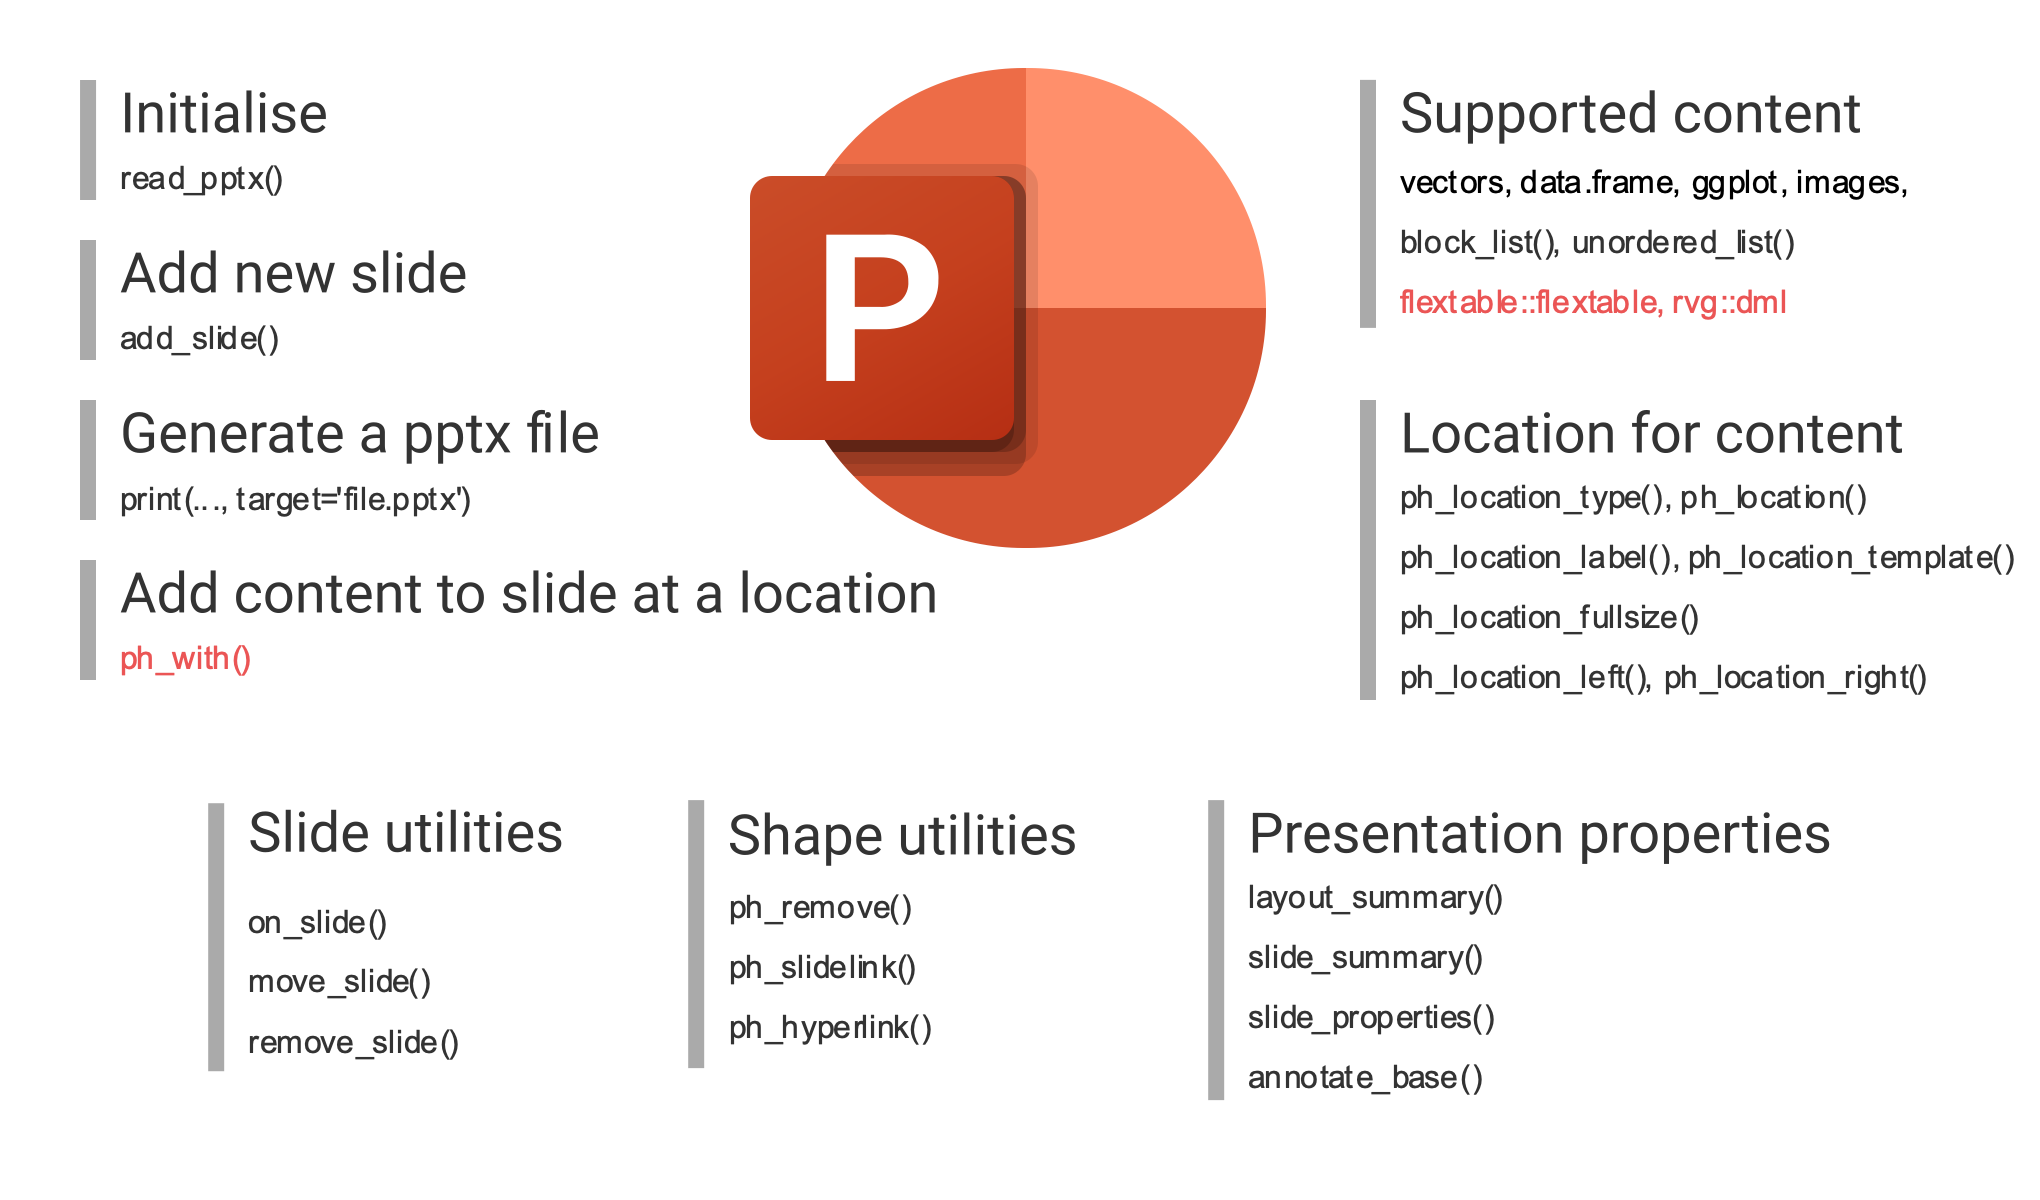 Initialise
read_pptx()
Add new slide
add_slide()
Generate a pptx file
print(..., target='file.pptx')
Add content to slide at a location
ph_with()
P
Supported content
vectors, data.frame, ggplot, images,
block_list(), unordered_list()
flextable::flextable, rvg::dml
Location for content
ph_location_type(), ph_location()
ph_location_label(), ph_location_template()
ph_location_fullsize()
ph_location_left(), ph_location_right()
Slide utilities
on_slide()
move_slide()
remove_slide()
Shape utilities
ph_remove()
ph_slidelink()
ph_hyperlink()
Presentation properties
layout_summary()
slide_summary()
slide_properties()
annotate_base()